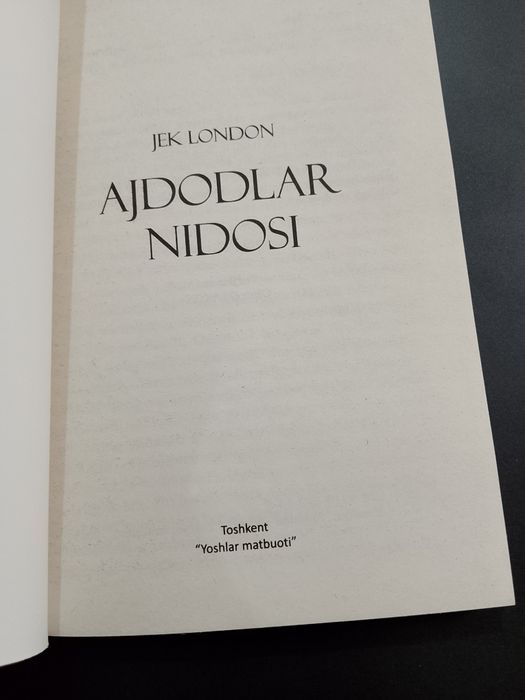 JEK LONDON
AJDODLAR
NIDOSI
Toshkent
“Yoshlar matbuoti”